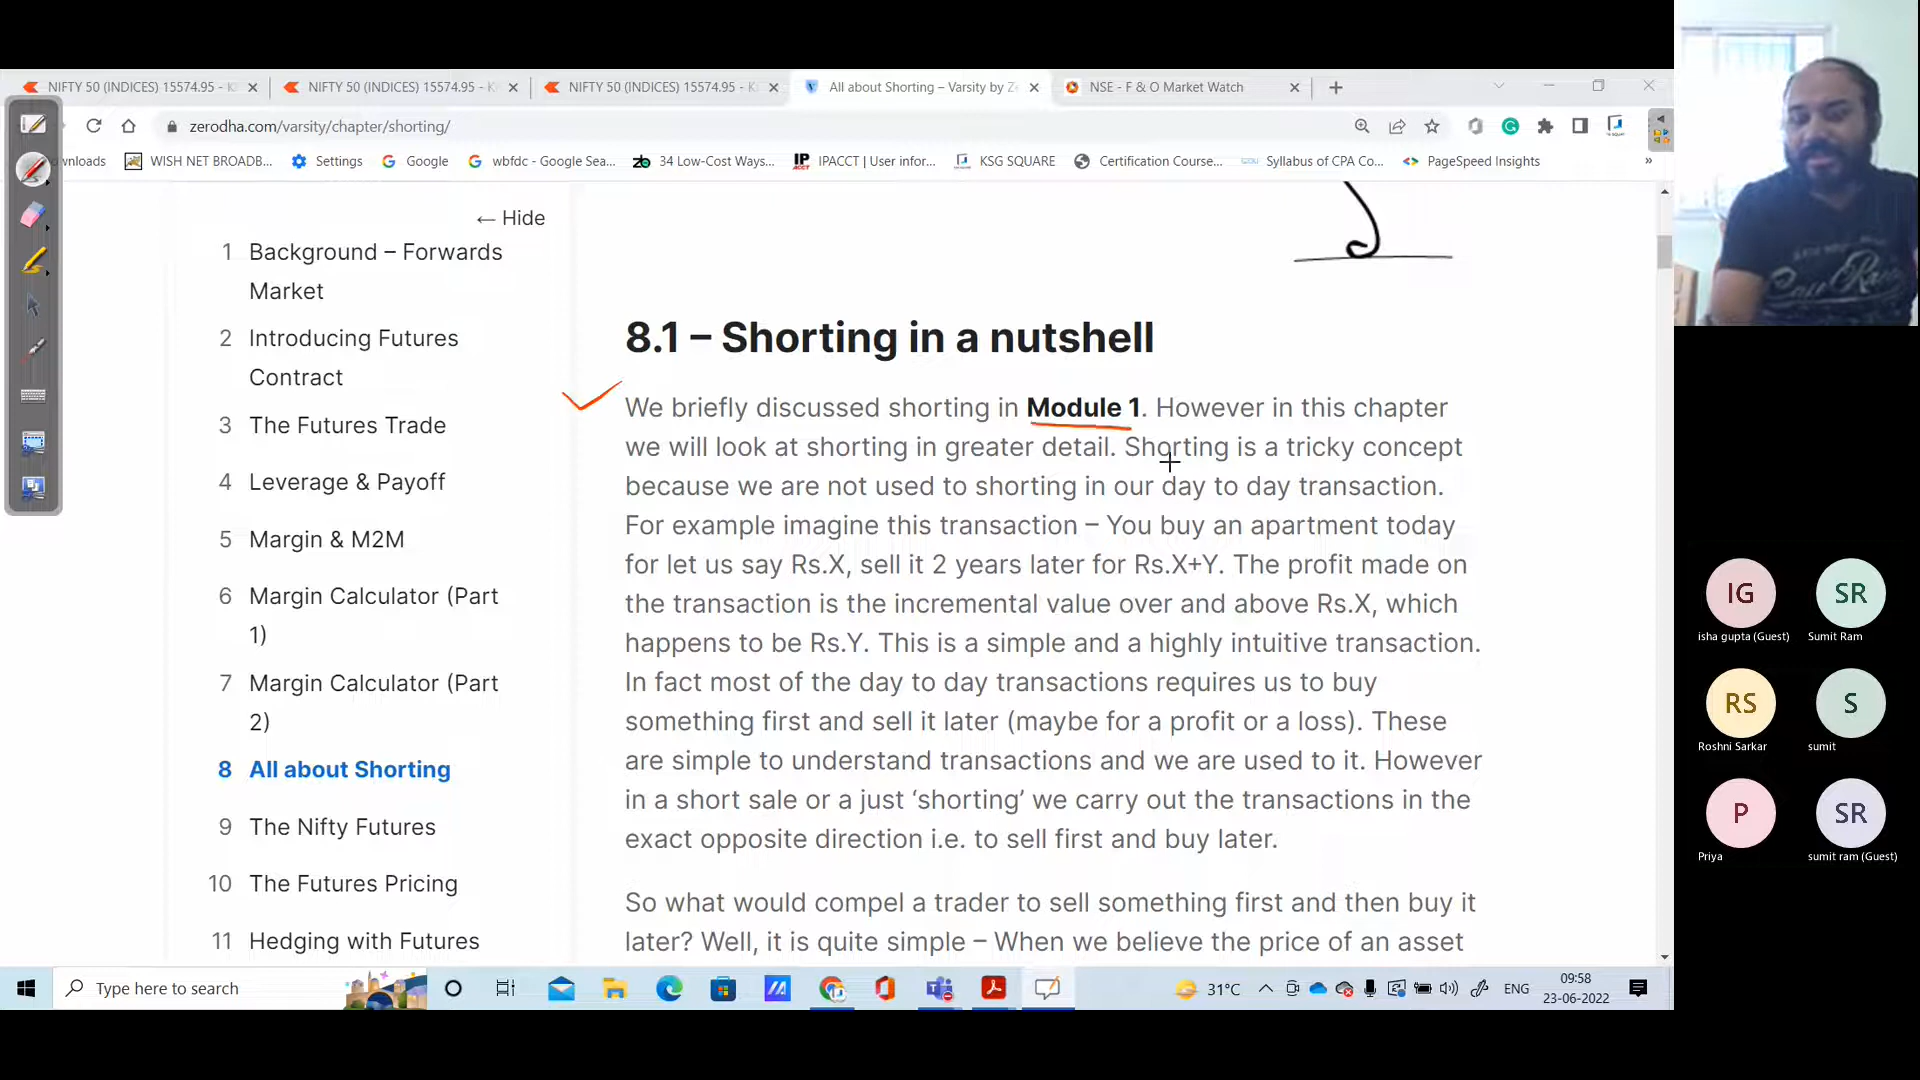 NIFTY 50 (INDICES) 15574.95 - K
NIFTY 50 (INDICES) 15574.95 - K
NIFTY 50 (INDICES) 15574.95 - K
All about Shorting – Varsity by Z
NSE - F & O Market Watch
zerodha.com/varsity/chapter/shorting/
wnloads
WISH NET BROADB...
Settings
Google
wbfdc - Google Sea...
34 Low-Cost Ways...
IPACCT | User infor...
KSG SQUARE
Certification Course...
Syllabus of CPA Co...
PageSpeed Insights
»
← Hide
1 Background – Forwards
Market
2 Introducing Futures
Contract
3 The Futures Trade
4 Leverage & Payoff
5 Margin & M2M
6 Margin Calculator (Part
1)
7 Margin Calculator (Part
2)
8 All about Shorting
9 The Nifty Futures
10 The Futures Pricing
11 Hedging with Futures
8.1 – Shorting in a nutshell
We briefly discussed shorting in Module 1. However in this chapter
we will look at shorting in greater detail. Shorting is a tricky concept
because we are not used to shorting in our day to day transaction.
For example imagine this transaction – You buy an apartment today
for let us say Rs.X, sell it 2 years later for Rs.X+Y. The profit made on
the transaction is the incremental value over and above Rs.X, which
happens to be Rs.Y. This is a simple and a highly intuitive transaction.
In fact most of the day to day transactions requires us to buy
something first and sell it later (maybe for a profit or a loss). These
are simple to understand transactions and we are used to it. However
in a short sale or a just ‘shorting’ we carry out the transactions in the
exact opposite direction i.e. to sell first and buy later.
So what would compel a trader to sell something first and then buy it
later? Well, it is quite simple – When we believe the price of an asset
Type here to search
31°C
ENG
09:58
23-06-2022
IG
isha gupta (Guest)
SR
Sumit Ram
RS
Roshni Sarkar
S
sumit
P
Priya
SR
sumit ram (Guest)